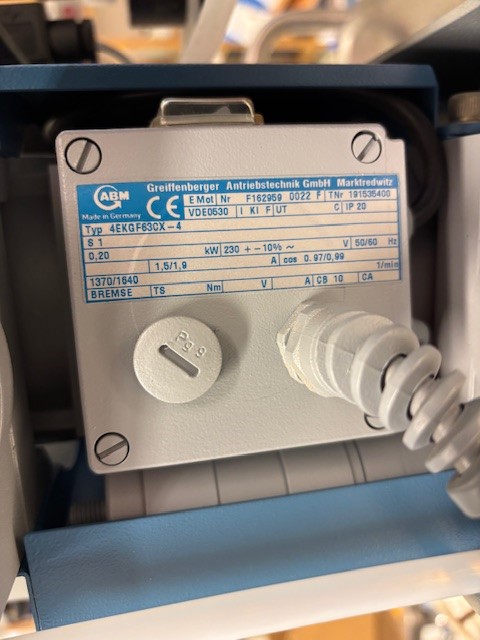 ABM
Made in Germany
CE
Greiffenberger Antriebstechnik GmbH Marktredwitz
E Mot Nr F162959 0022 F TNr 191535400
VDE0530 I Kl F UT C IP 20
Typ 4EKGF63CX-4
S 1
0,20 kW 230 + -10% ~ V 50/60 Hz
1,5/1,9 A cos 0.97/0,99
1370/1640 1/min
BREMSE TS Nm V A CB 10 CA
Pg 9